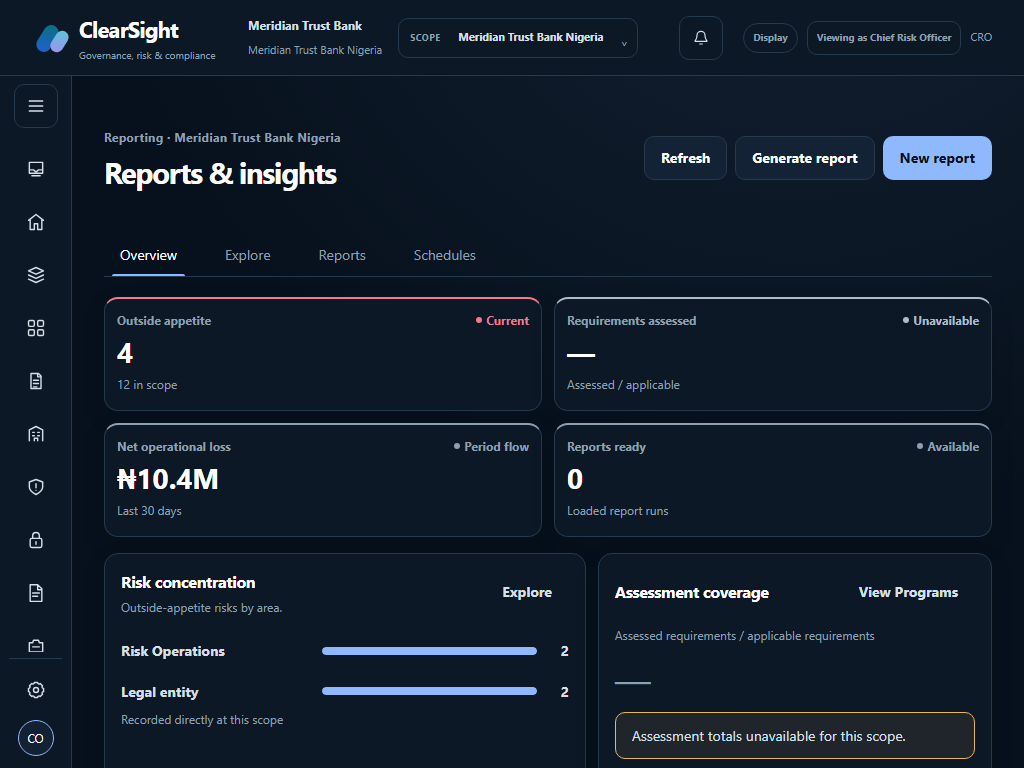 ClearSight
Governance, risk & compliance
Meridian Trust Bank
Meridian Trust Bank Nigeria
SCOPE
Meridian Trust Bank Nigeria
Display
Viewing as Chief Risk Officer
CRO
Reporting · Meridian Trust Bank Nigeria
Reports & insights
Refresh
Generate report
New report
Overview
Explore
Reports
Schedules
Outside appetite
Current
4
12 in scope
Requirements assessed
Unavailable
—
Assessed / applicable
Net operational loss
Period flow
₦10.4M
Last 30 days
Reports ready
Available
0
Loaded report runs
Risk concentration
Outside-appetite risks by area.
Explore
Risk Operations
2
Legal entity
2
Recorded directly at this scope
Assessment coverage
View Programs
Assessed requirements / applicable requirements
—
Assessment totals unavailable for this scope.
CO